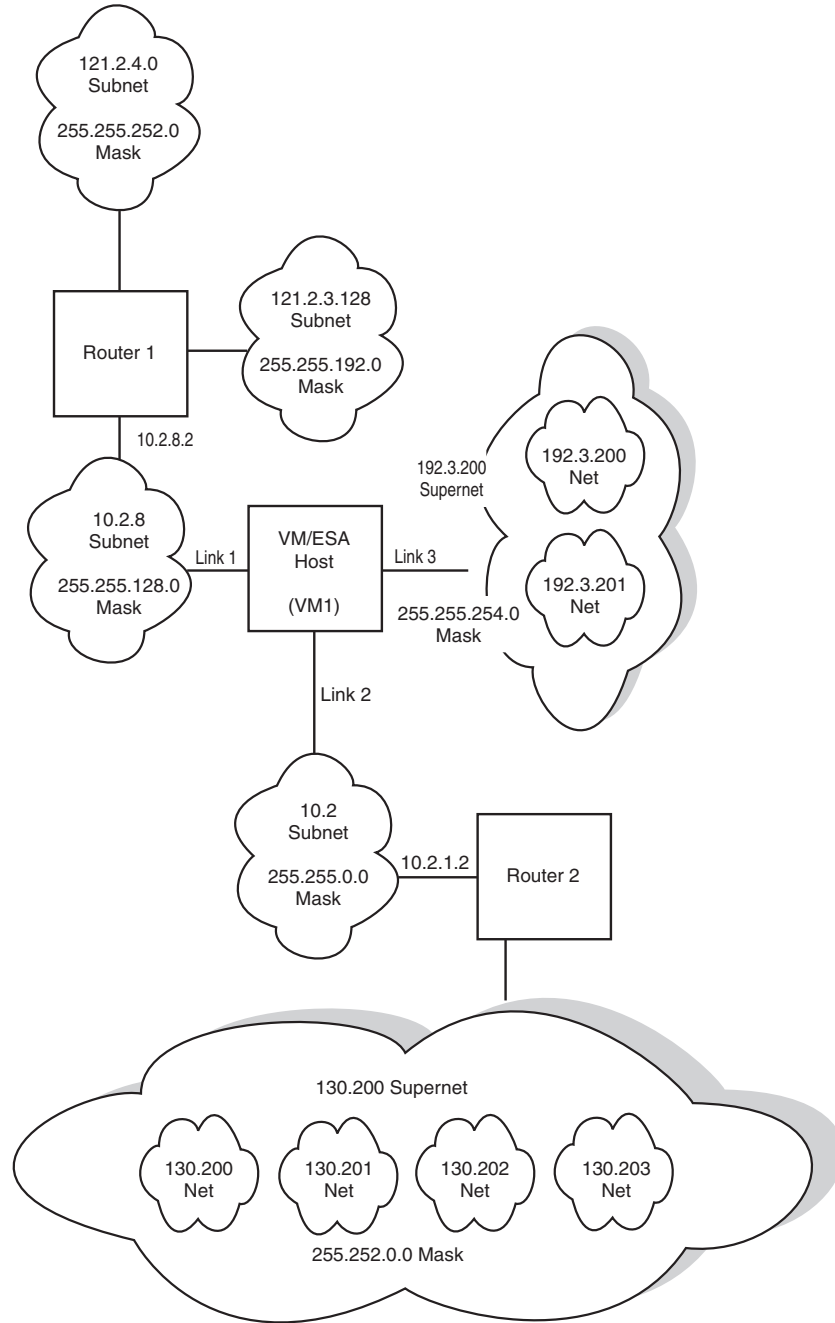 121.2.4.0
Subnet
255.255.252.0
Mask
Router 1
121.2.3.128
Subnet
255.255.192.0
Mask
10.2.8.2
10.2.8
Subnet
255.255.128.0
Mask
Link 1
VM/ESA
Host
(VM1)
Link 3
192.3.200
Supernet
192.3.200
Net
192.3.201
Net
255.255.254.0
Mask
Link 2
10.2
Subnet
255.255.0.0
Mask
10.2.1.2
Router 2
130.200 Supernet
130.200
Net
130.201
Net
130.202
Net
130.203
Net
255.252.0.0 Mask